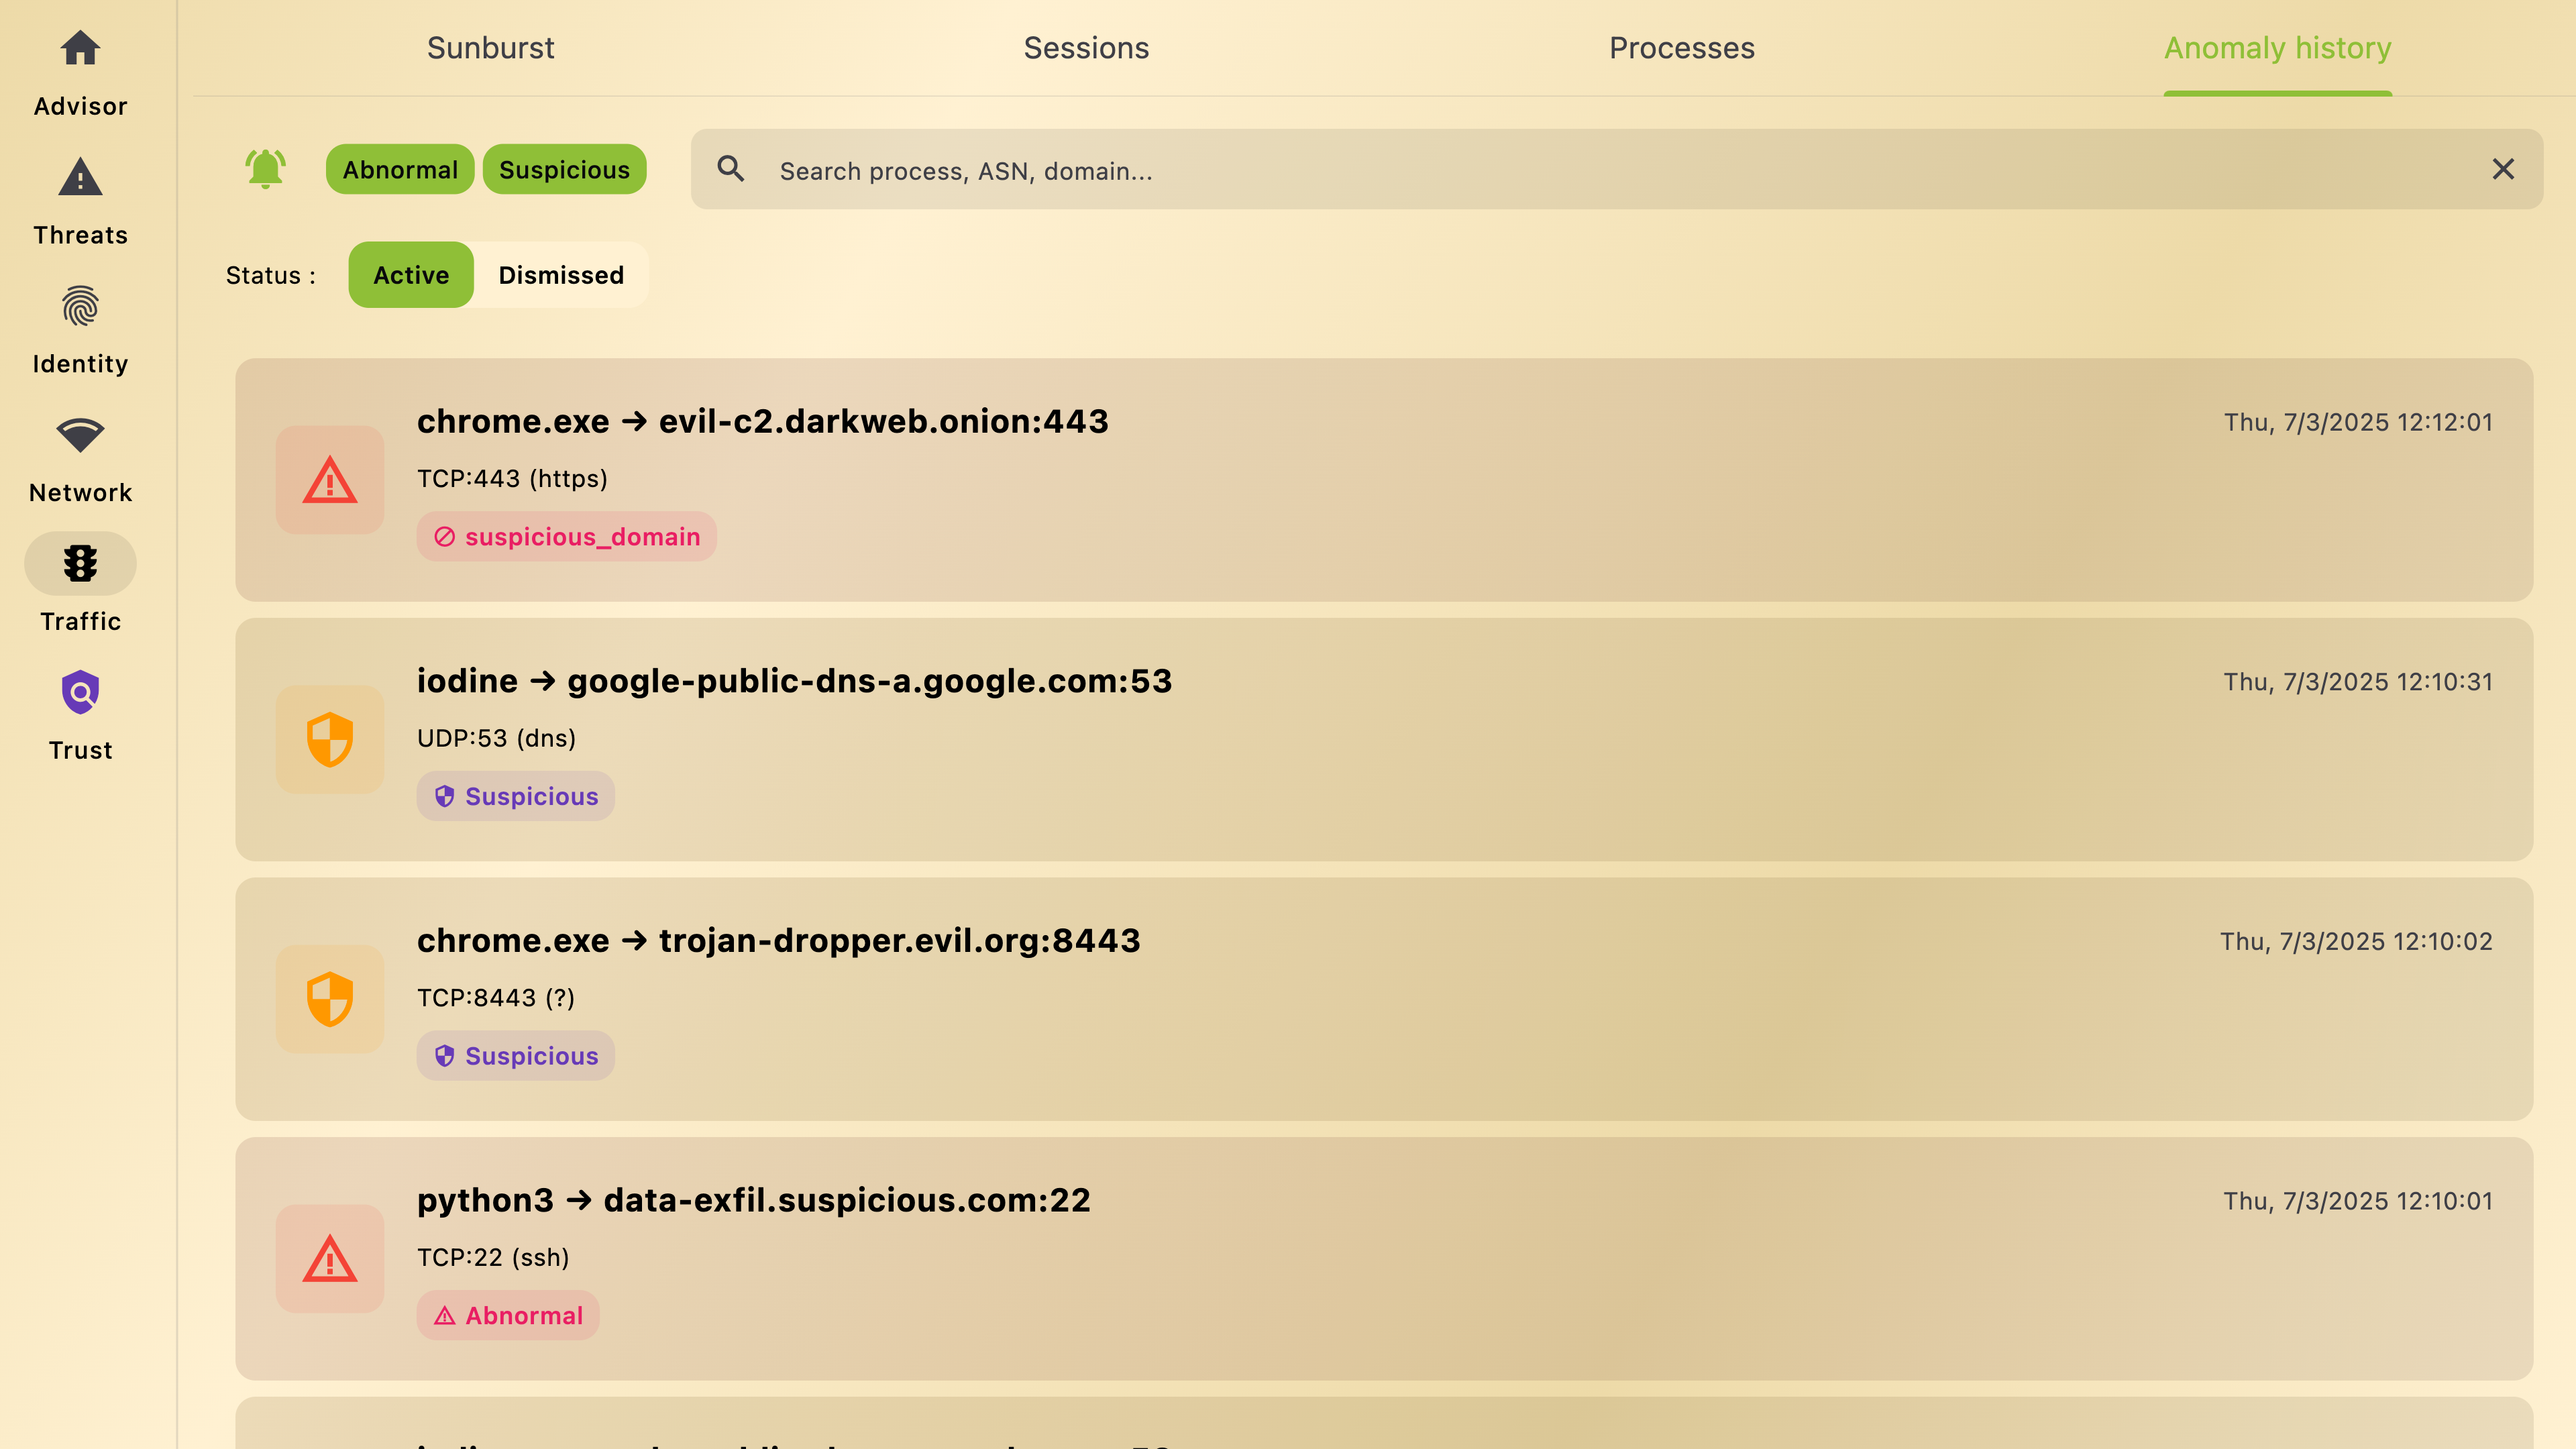 Advisor
Threats
Identity
Network
Traffic
Trust
Sunburst
Sessions
Processes
Anomaly history
Abnormal
Suspicious
Search process, ASN, domain...
Status :
Active
Dismissed
chrome.exe → evil-c2.darkweb.onion:443
Thu, 7/3/2025 12:12:01
TCP:443 (https)
suspicious_domain
iodine → google-public-dns-a.google.com:53
Thu, 7/3/2025 12:10:31
UDP:53 (dns)
Suspicious
chrome.exe → trojan-dropper.evil.org:8443
Thu, 7/3/2025 12:10:02
TCP:8443 (?)
Suspicious
python3 → data-exfil.suspicious.com:22
Thu, 7/3/2025 12:10:01
TCP:22 (ssh)
Abnormal